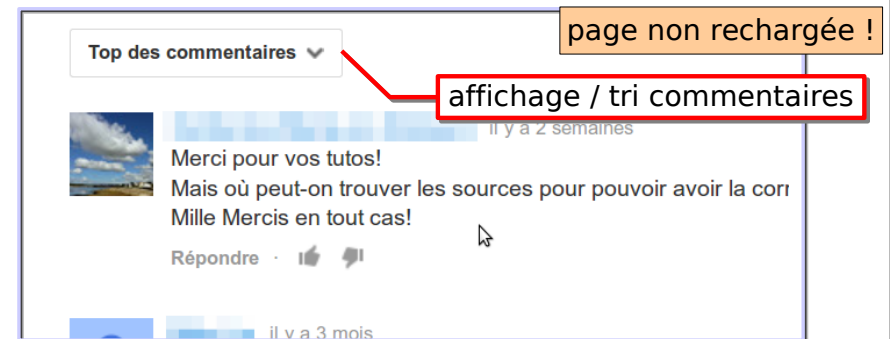 page non rechargée !
Top des commentaires
affichage / tri commentaires
il y a 2 semaines
Merci pour vos tutos!
Mais où peut-on trouver les sources pour pouvoir avoir la
Mille Mercis en tout cas!
Répondre ·
il y a 3 mois